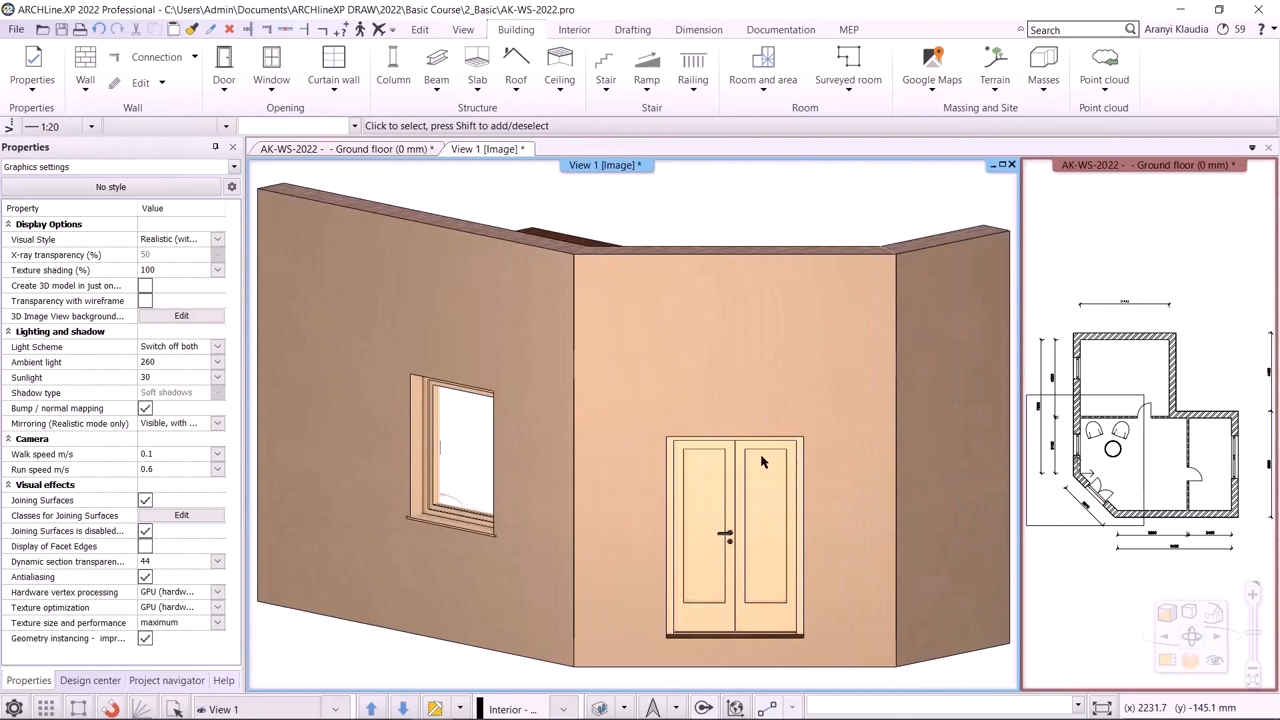 ARCHLine.XP 2022 Professional - C:\Users\Admin\Documents\ARCHlineXP DRAW\2022\Basic Course\2_Basic\AK-WS-2022.pro
File Edit View Building Interior Drafting Dimension Documentation MEP Search Aranyi Klaudia 59
Properties Wall Connection Edit Door Window Curtain wall Column Beam Slab Roof Ceiling Stair Ramp Railing Room and area Surveyed room Google Maps Terrain Masses Point cloud
Properties Wall Opening Structure Stair Room Massing and Site Point cloud
1:20 Click to select, press Shift to add/deselect
Properties
AK-WS-2022 - - Ground floor (0 mm) * View 1 [Image] *
Graphics settings
View 1 [Image] * AK-WS-2022 - - Ground floor (0 mm) *
No style
Property Value
Display Options
Visual Style Realistic (wit...
X-ray transparency (%) 50
Texture shading (%) 100
Create 3D model in just on...
Transparency with wireframe
3D Image View background... Edit
Lighting and shadow
Light Scheme Switch off both
Ambient light 260
Sunlight 30
Shadow type Soft shadows
Bump / normal mapping
Mirroring (Realistic mode only) Visible, with ...
Camera
Walk speed m/s 0.1
Run speed m/s 0.6
Visual effects
Joining Surfaces
Classes for Joining Surfaces Edit
Joining Surfaces is disabled...
Display of Facet Edges
Dynamic section transparen... 44
Antialiasing
Hardware vertex processing GPU (hardw...
Texture optimization GPU (hardw...
Texture size and performance maximum
Geometry instancing - impr...
Properties Design center Project navigator Help
View 1 Interior - ... (x) 2231.7 (y) -145.1 mm